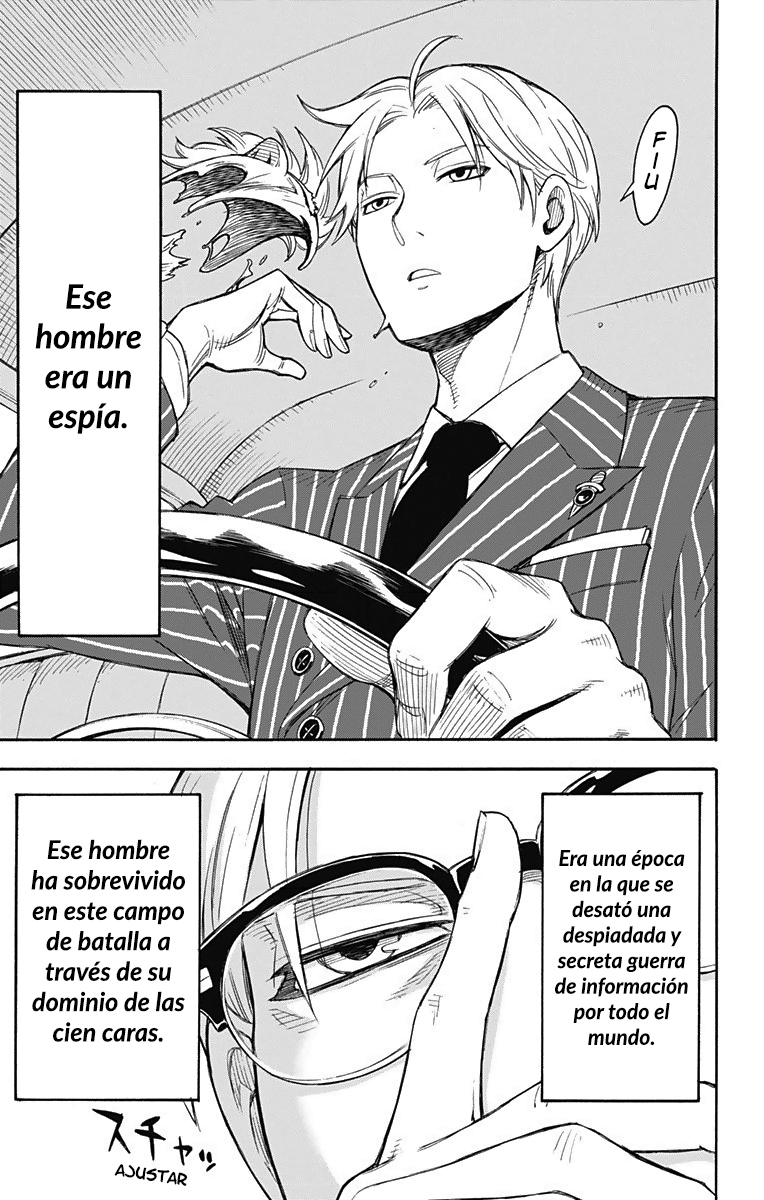 FIU
Ese
hombre
era un
espía.
Era una época
en la que se
desató una
despiadada y
secreta guerra
de información
por todo el
mundo.
Ese hombre
ha sobrevivido
en este campo
de batalla a
través de su
dominio de las
cien caras.
スチャッ
AJUSTAR